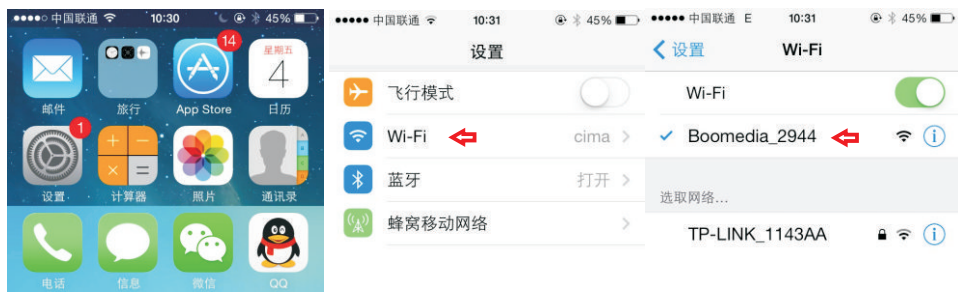 中国联通 10:30 45%
14
星期五
4
邮件 旅行 App Store 日历
1
设置 计算器 照片 通讯录
电话 信息 微信 QQ
中国联通 10:31 45%
设置
飞行模式
Wi-Fi cima
蓝牙 打开
蜂窝移动网络
中国联通 E 10:31 45%
设置 Wi-Fi
Wi-Fi
Boomedia_2944
选取网络...
TP-LINK_1143AA